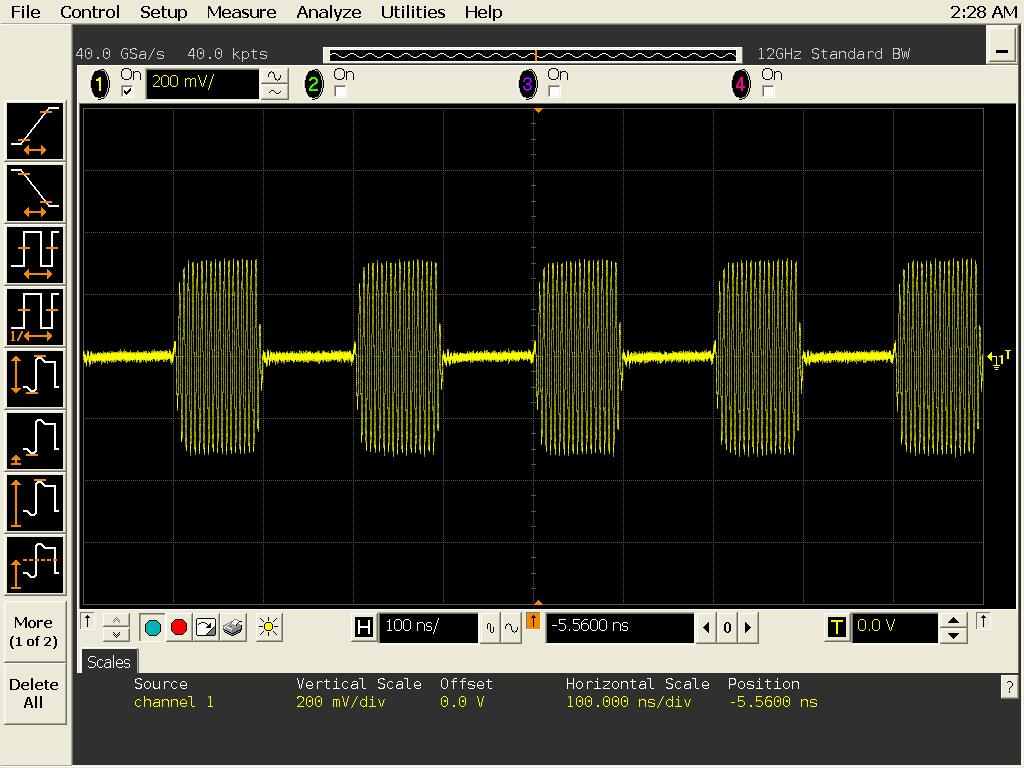 File Control Setup Measure Analyze Utilities Help 2:28 AM
40.0 GSa/s 40.0 kpts 12GHz Standard BW
1 On 200 mV/ 2 On 3 On 4 On
1/
1 T
More
(1 of 2)
Delete
All
H 100 ns/ -5.5600 ns 0 T 0.0 V
Scales
Source Vertical Scale Offset Horizontal Scale Position ?
channel 1 200 mV/div 0.0 V 100.000 ns/div -5.5600 ns